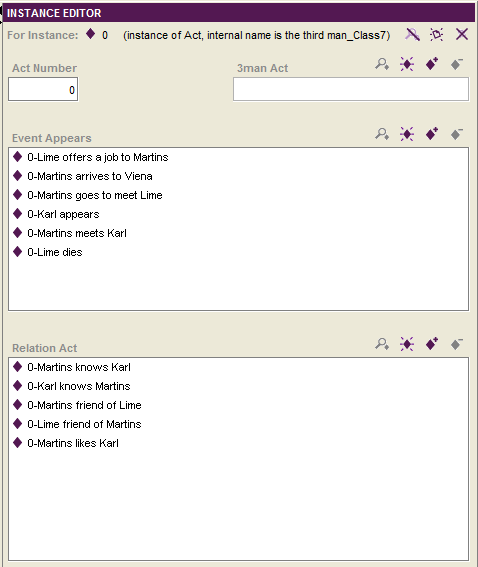 INSTANCE EDITOR
For Instance: 0 (instance of Act, internal name is the third man_Class7)
Act Number 3man Act
0
Event Appears
0-Lime offers a job to Martins
0-Martins arrives to Viena
0-Martins goes to meet Lime
0-Karl appears
0-Martins meets Karl
0-Lime dies
Relation Act
0-Martins knows Karl
0-Karl knows Martins
0-Martins friend of Lime
0-Lime friend of Martins
0-Martins likes Karl